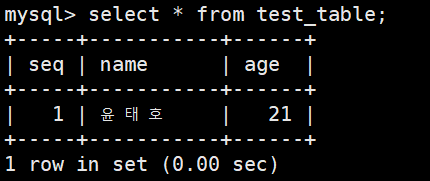 mysql> select * from test_table;
+-----+-----------+------+
| seq | name      | age  |
+-----+-----------+------+
|   1 | 윤 태 호    |   21 |
+-----+-----------+------+
1 row in set (0.00 sec)